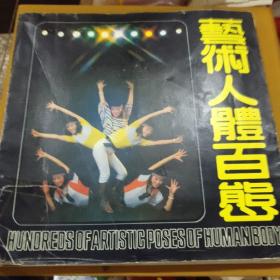 藝術人體百態
HUNDREDS OF ARTISTIC POSES OF HUMAN BODY